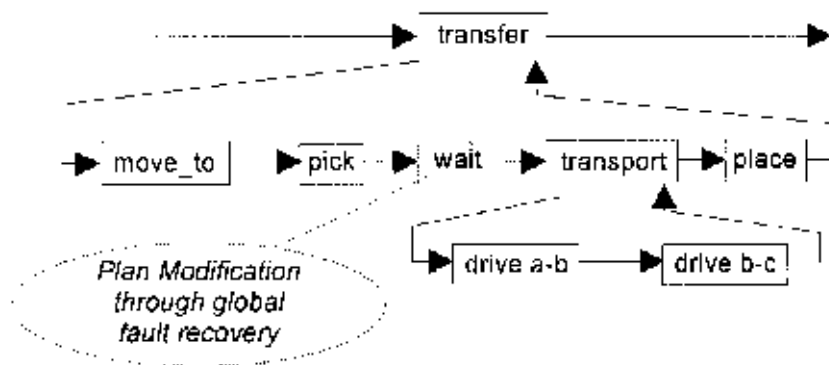 transfer
move_to pick wait transport place
drive a-b drive b-c
Plan Modification
through global
fault recovery